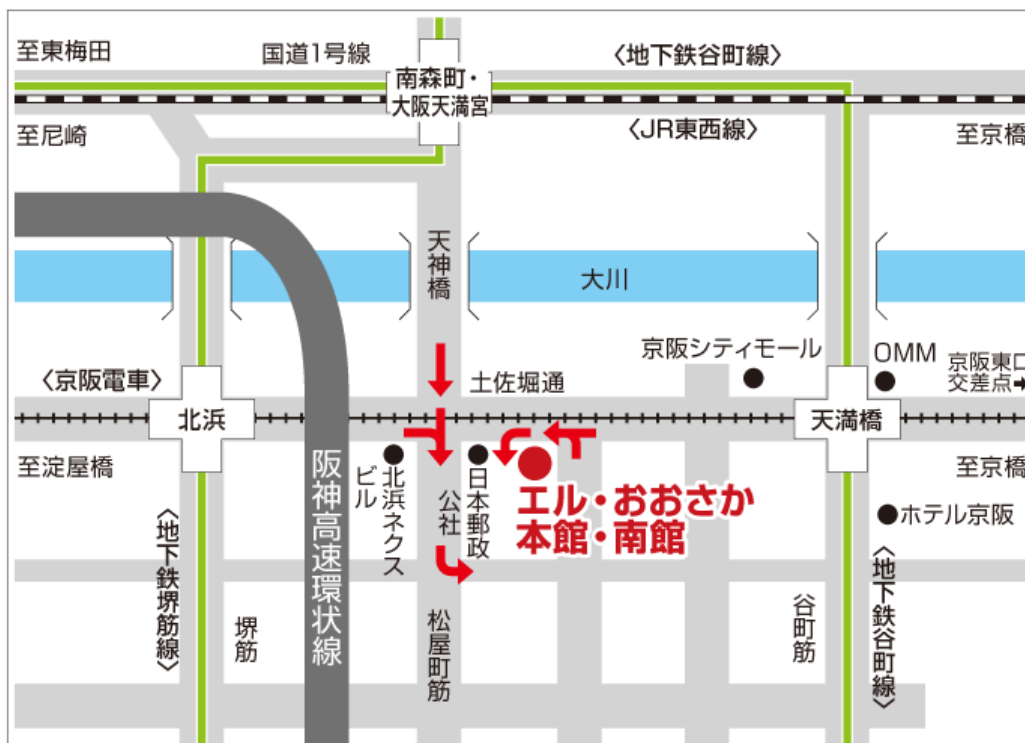 至東梅田
国道1号線
〈地下鉄谷町線〉
南森町・
大阪天満宮
至尼崎
〈JR東西線〉
至京橋
天神橋
大川
京阪シティモール
OMM
京阪東口
交差点➡
〈京阪電車〉
土佐堀通
北浜
天満橋
至淀屋橋
至京橋
北浜ネクス
ビル
公社
日本郵政
エル・おおさか
本館・南館
ホテル京阪
阪神高速環状線
〈地下鉄堺筋線〉
堺筋
松屋町筋
谷町筋
〈地下鉄谷町線〉